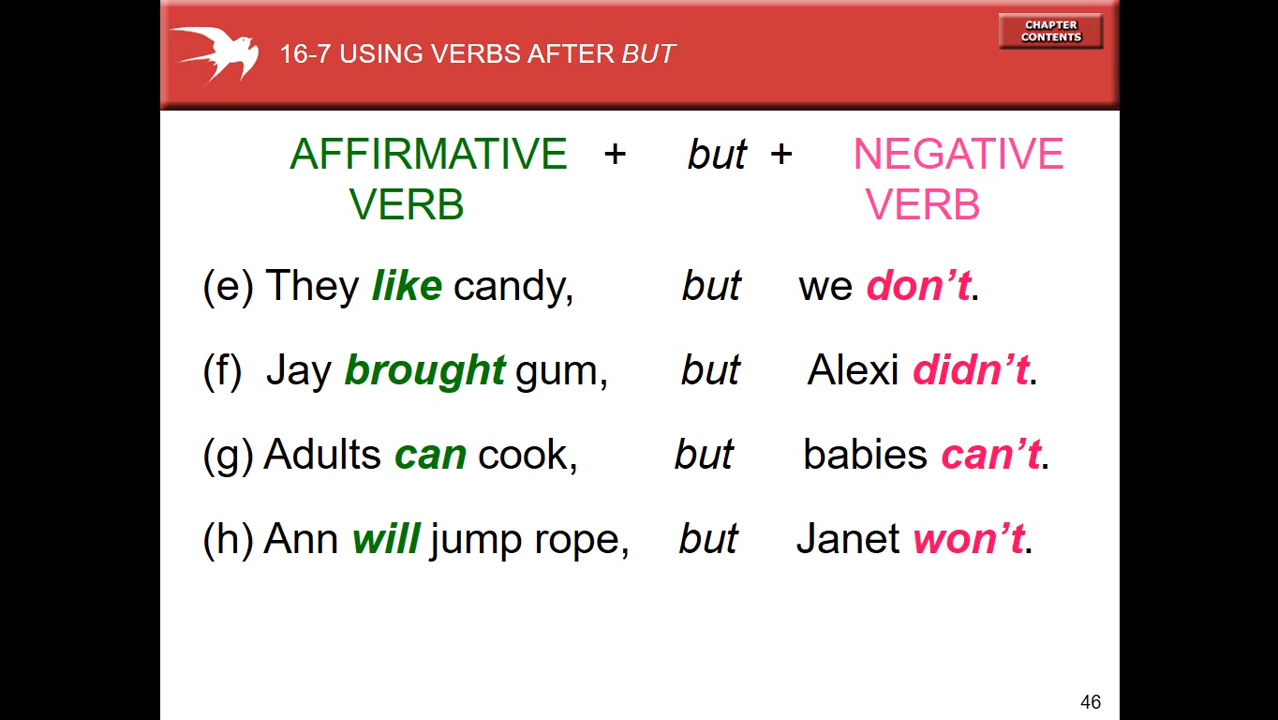 CHAPTER
CONTENTS
16-7 USING VERBS AFTER BUT
AFFIRMATIVE + but + NEGATIVE
VERB VERB
(e) They like candy, but we don’t.
(f) Jay brought gum, but Alexi didn’t.
(g) Adults can cook, but babies can’t.
(h) Ann will jump rope, but Janet won’t.
46